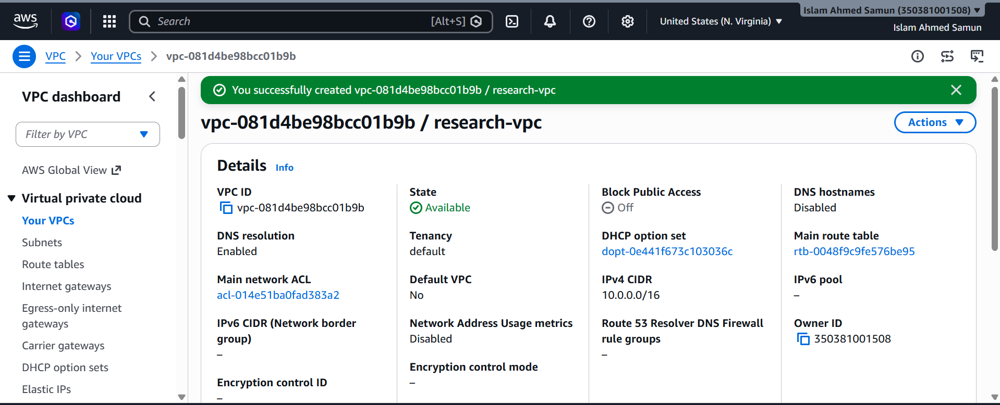 aws
Search
[Alt+S]
United States (N. Virginia)
Islam Ahmed Samun (350381001508)
Islam Ahmed Samun
VPC
Your VPCs
vpc-081d4be98bcc01b9b
VPC dashboard
Filter by VPC
AWS Global View
Virtual private cloud
Your VPCs
Subnets
Route tables
Internet gateways
Egress-only internet
gateways
Carrier gateways
DHCP option sets
Elastic IPs
You successfully created vpc-081d4be98bcc01b9b / research-vpc
vpc-081d4be98bcc01b9b / research-vpc
Actions
Details Info
VPC ID
vpc-081d4be98bcc01b9b
State
Available
Block Public Access
Off
DNS hostnames
Disabled
DNS resolution
Enabled
Tenancy
default
DHCP option set
dopt-0e441f673c103036c
Main route table
rtb-0048f9c9fe576be95
Main network ACL
acl-014e51ba0fad383a2
Default VPC
No
IPv4 CIDR
10.0.0.0/16
IPv6 pool
–
IPv6 CIDR (Network border
group)
–
Network Address Usage metrics
Disabled
Route 53 Resolver DNS Firewall
rule groups
–
Owner ID
350381001508
Encryption control ID
–
Encryption control mode
–